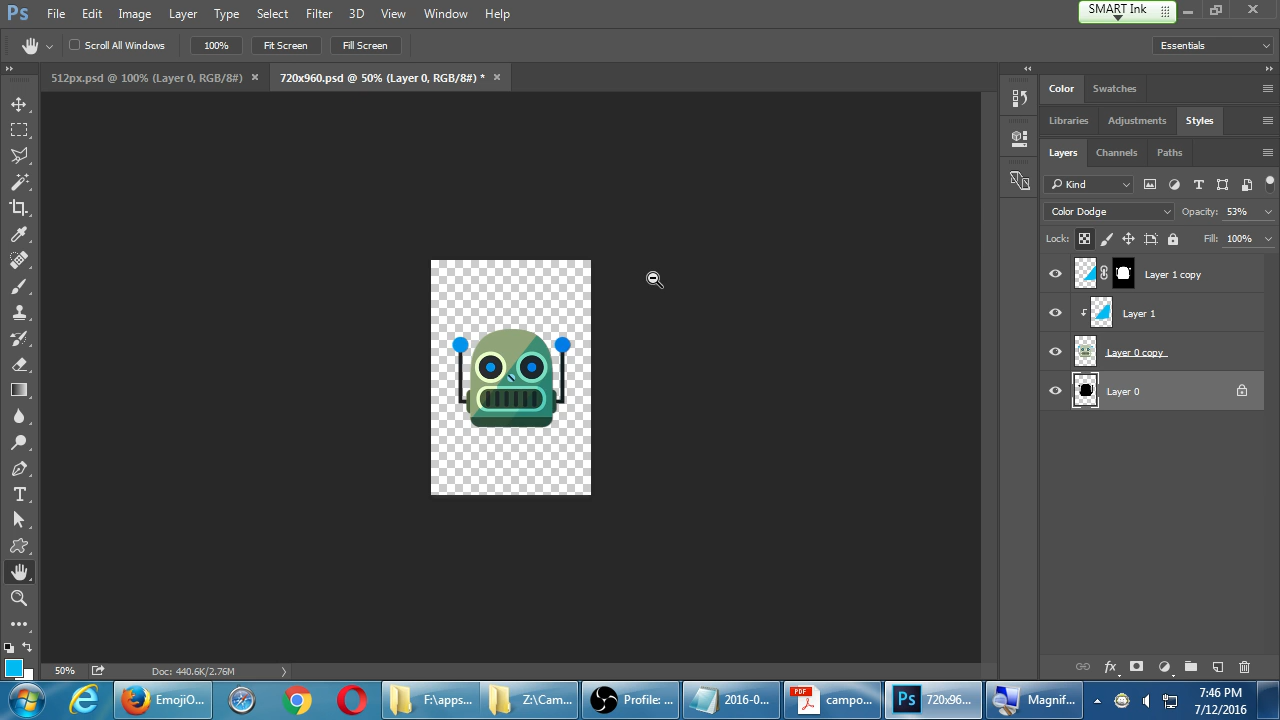 Ps File Edit Image Layer Type Select Filter 3D View Window Help
SMART Ink
Scroll All Windows 100% Fit Screen Fill Screen Essentials
512px.psd @ 100% (Layer 0, RGB/8#) × 720x960.psd @ 50% (Layer 0, RGB/8#) * ×
Color Swatches
Libraries Adjustments Styles
Layers Channels Paths
Kind
Color Dodge Opacity: 53%
Lock: Fill: 100%
Layer 1 copy
Layer 1
Layer 0 copy
Layer 0
50% Doc: 440.6K/2.76M
EmojiO... F:\apps... Z:\Cam... Profile: ... 2016-0... PDF campo... Ps 720x96... Magnif... 7:46 PM
7/12/2016